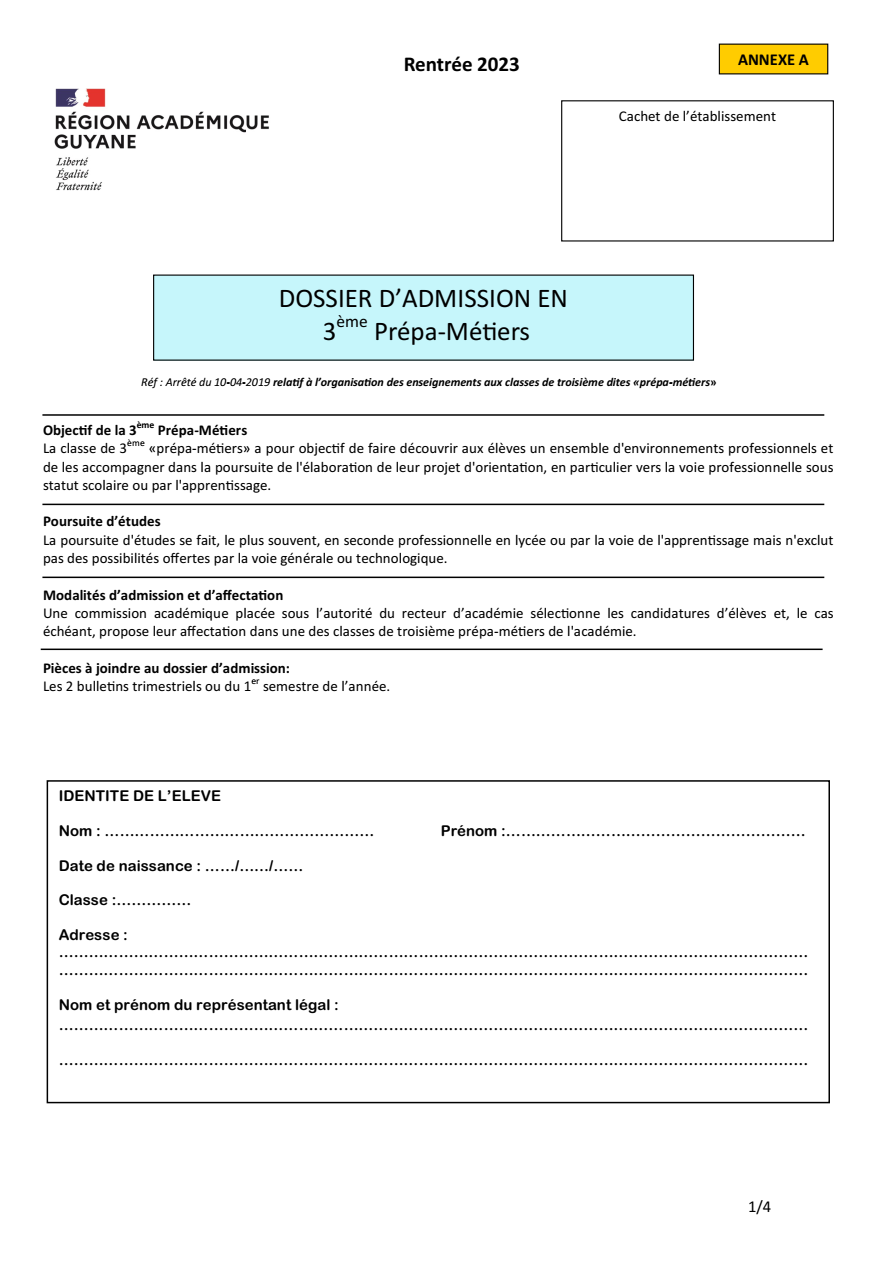 Rentrée 2023
ANNEXE A
RÉGION ACADÉMIQUE
GUYANE
Liberté
Égalité
Fraternité
Cachet de l’établissement
DOSSIER D’ADMISSION EN
3ème Prépa-Métiers
Réf : Arrêté du 10-04-2019 relatif à l’organisation des enseignements aux classes de troisième dites «prépa-métiers»
Objectif de la 3ème Prépa-Métiers
La classe de 3ème «prépa-métiers» a pour objectif de faire découvrir aux élèves un ensemble d'environnements professionnels et
de les accompagner dans la poursuite de l'élaboration de leur projet d'orientation, en particulier vers la voie professionnelle sous
statut scolaire ou par l'apprentissage.
Poursuite d’études
La poursuite d'études se fait, le plus souvent, en seconde professionnelle en lycée ou par la voie de l'apprentissage mais n'exclut
pas des possibilités offertes par la voie générale ou technologique.
Modalités d’admission et d’affectation
Une commission académique placée sous l’autorité du recteur d’académie sélectionne les candidatures d’élèves et, le cas
échéant, propose leur affectation dans une des classes de troisième prépa-métiers de l'académie.
Pièces à joindre au dossier d’admission:
Les 2 bulletins trimestriels ou du 1er semestre de l’année.
IDENTITE DE L’ELEVE
Nom : ……………………………………………… Prénom :……………………………………………………
Date de naissance : ……/……/……
Classe :……………
Adresse :
……………………………………………………………………………………………………………………………………
……………………………………………………………………………………………………………………………………
Nom et prénom du représentant légal :
……………………………………………………………………………………………………………………………………
……………………………………………………………………………………………………………………………………
1/4